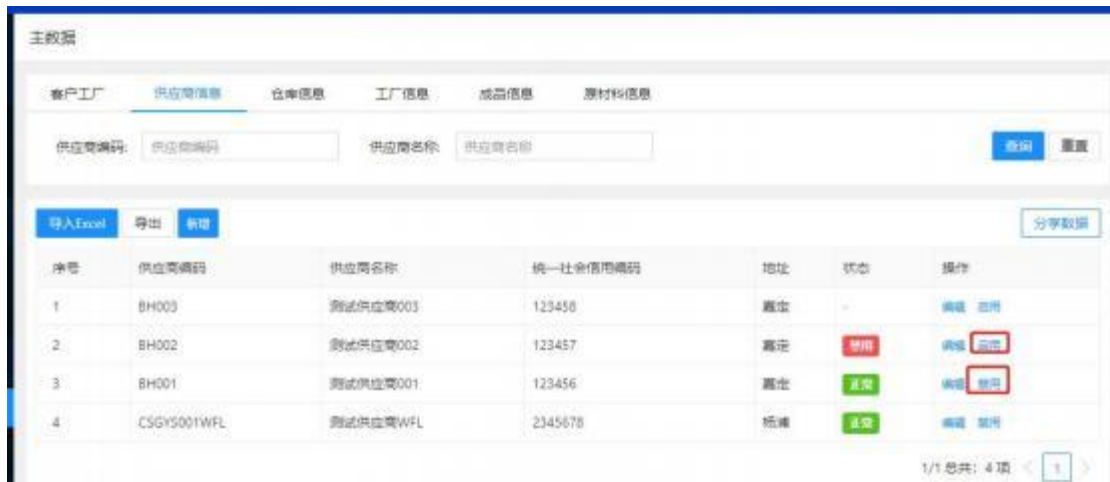 主数据
客户工厂 供应商信息 仓库信息 工厂信息 成品信息 原材料信息
供应商编码: 供应商编码 供应商名称: 供应商名称 查询 重置
导入Excel 导出 新增 分享数据
序号 供应商编码 供应商名称 统一社会信用编码 地址 状态 操作
1 BH003 测试供应商003 123458 嘉定 - 编辑 启用
2 BH002 测试供应商002 123457 嘉定 禁用 编辑 启用
3 BH001 测试供应商001 123456 嘉定 正常 编辑 禁用
4 CSGYS001WFL 测试供应商WFL 2345678 杨浦 正常 编辑 禁用
1/1 总共: 4 项 < 1 >